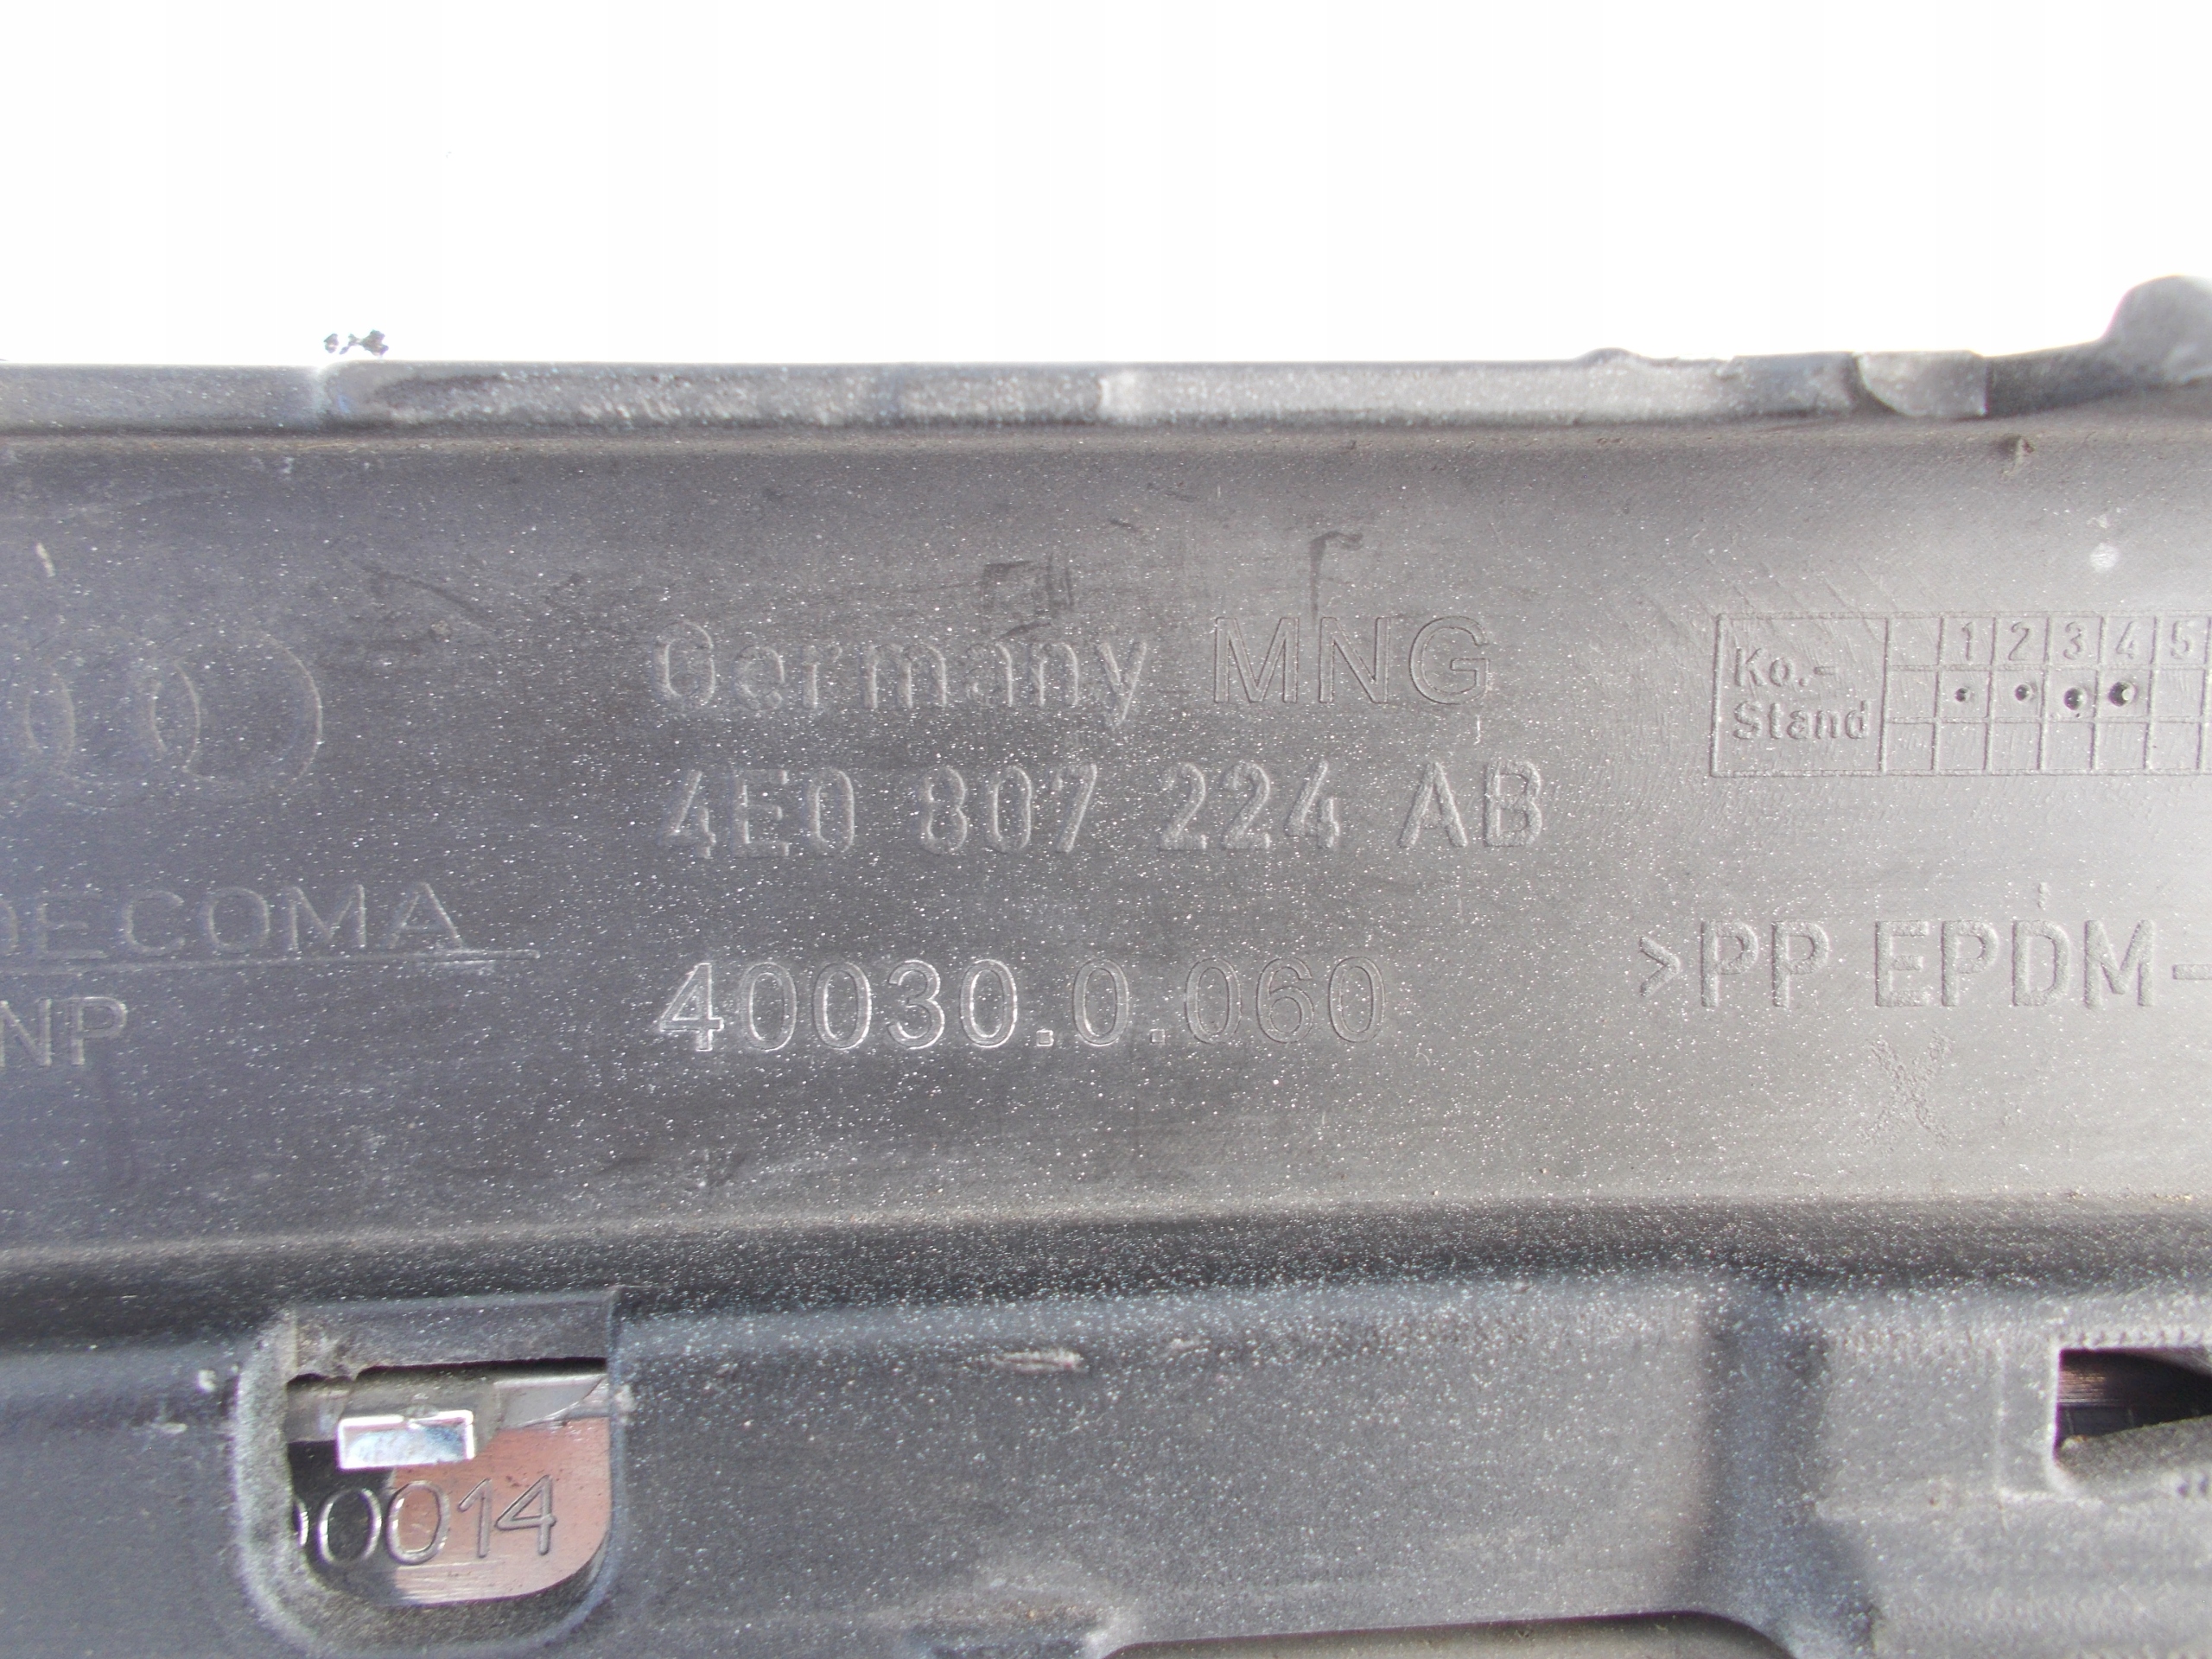 Germany MNG
4E0 807 224 AB
DECOMA
NP
40030.0.060
Ko.-
Stand
1 2 3 4 5
>PP EPDM-
X
0014